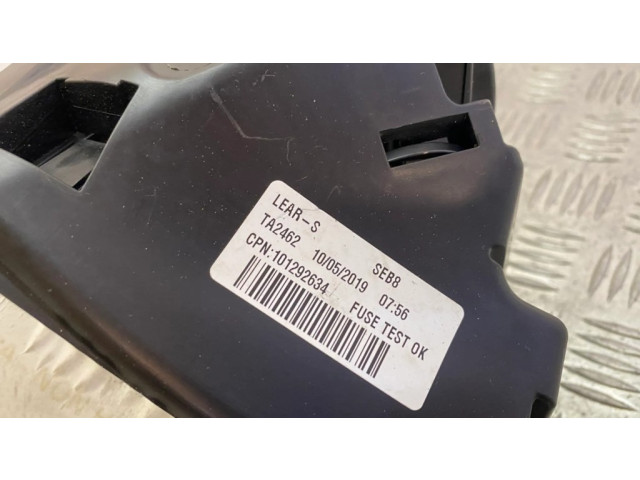 LEAR-S SEB8
TA2462 10/05/2019 07:56
CPN:101292634 FUSE TEST OK